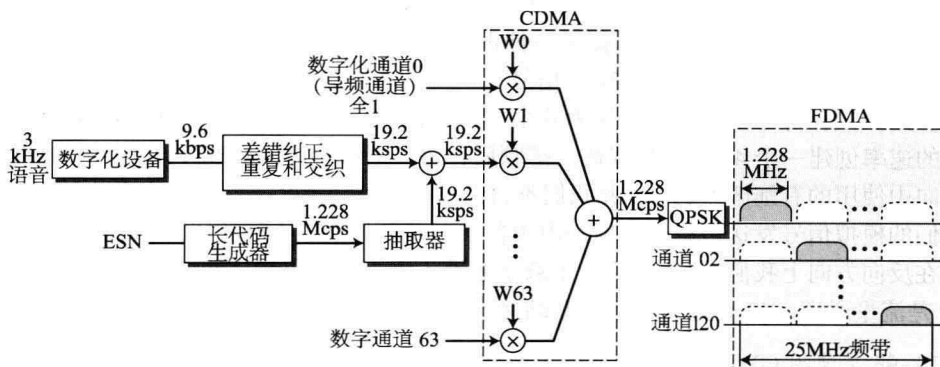 CDMA
W0
数字化通道0
(导频通道)
全1
W1
FDMA
3
kHz
语音
数字化设备
9.6
kbps
差错纠正、
重复和交织
19.2
ksps
19.2
ksps
19.2
ksps
1.228
Mcps
QPSK
1.228
MHz
ESN
长代码
生成器
1.228
Mcps
抽取器
通道 02
W63
数字通道 63
通道120
25MHz频带